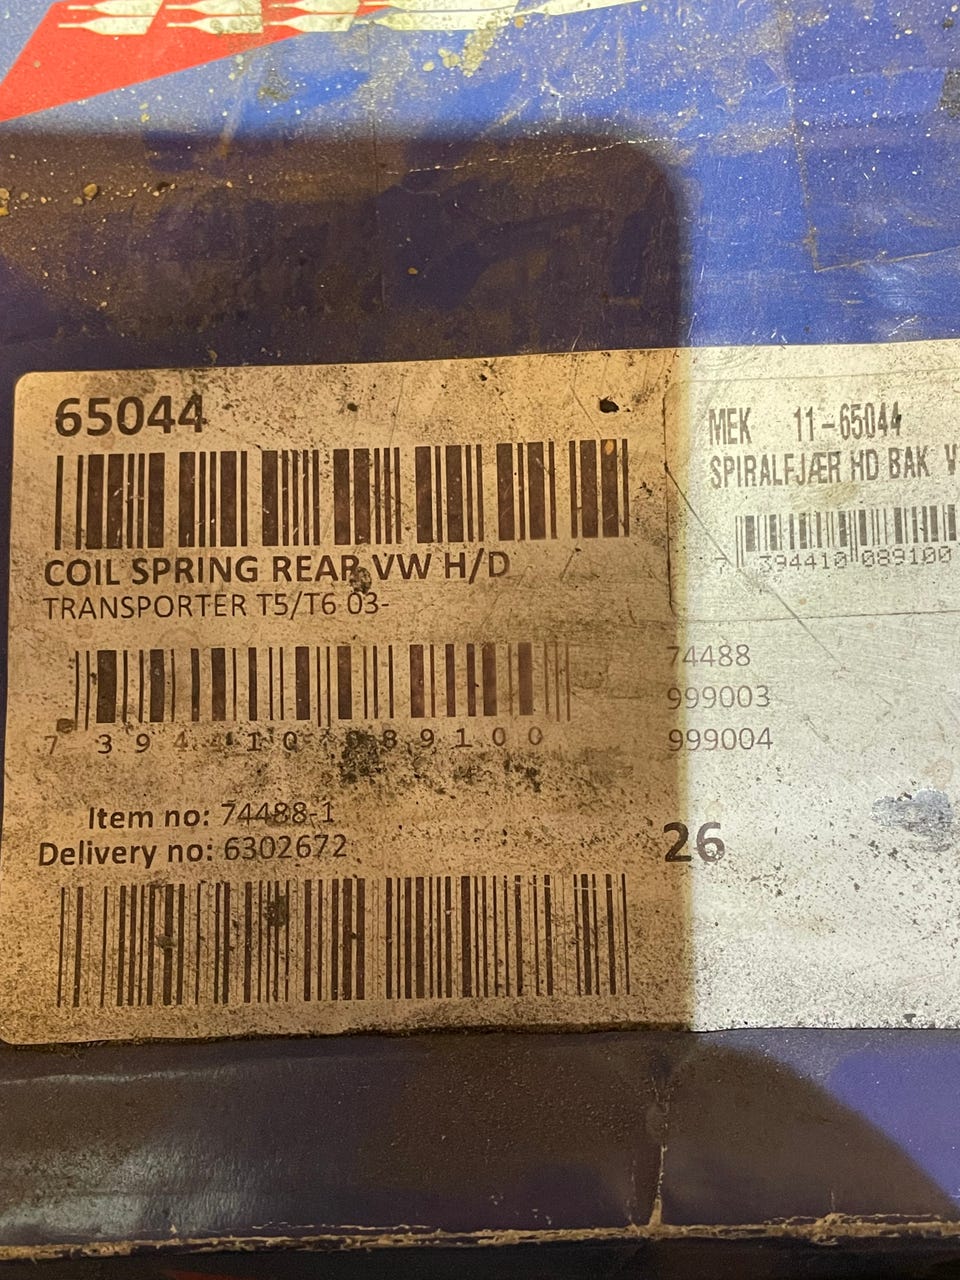 65044
COIL SPRING REAR VW H/D
TRANSPORTER T5/T6 03-
7 394410 089100
Item no: 74488-1
Delivery no: 6302672
MEK 11-65044
SPIRALFJÆR HD BAK V
7 394410 089100
74488
999003
999004
26